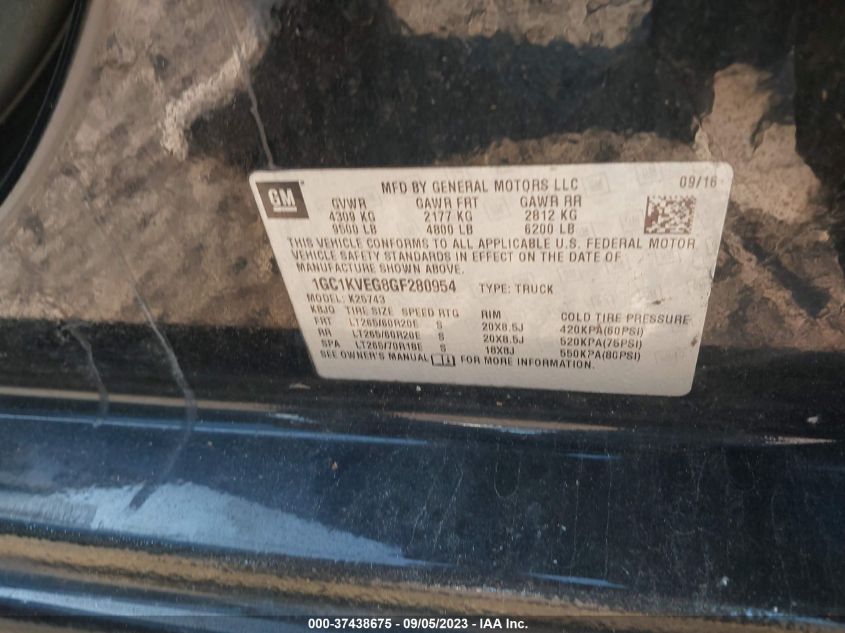 GM
MFD BY GENERAL MOTORS LLC 09/16
GVWR GAWR FRT GAWR RR
4309 KG 2177 KG 2812 KG
9500 LB 4800 LB 6200 LB
THIS VEHICLE CONFORMS TO ALL APPLICABLE U.S. FEDERAL MOTOR
VEHICLE SAFETY STANDARDS IN EFFECT ON THE DATE OF
MANUFACTURE SHOWN ABOVE.
1GC1KVEG8GF280954 TYPE: TRUCK
MODEL: K25743
KBJQ TIRE SIZE SPEED RTG RIM COLD TIRE PRESSURE
FRT LT265/60R20E S 20X8.5J 420KPA(60PSI)
RR LT265/60R20E S 20X8.5J 520KPA(75PSI)
SPA LT265/70R18E S 18X8J 550KPA(80PSI)
SEE OWNER'S MANUAL FOR MORE INFORMATION.
000-37438675 - 09/05/2023 - IAA Inc.